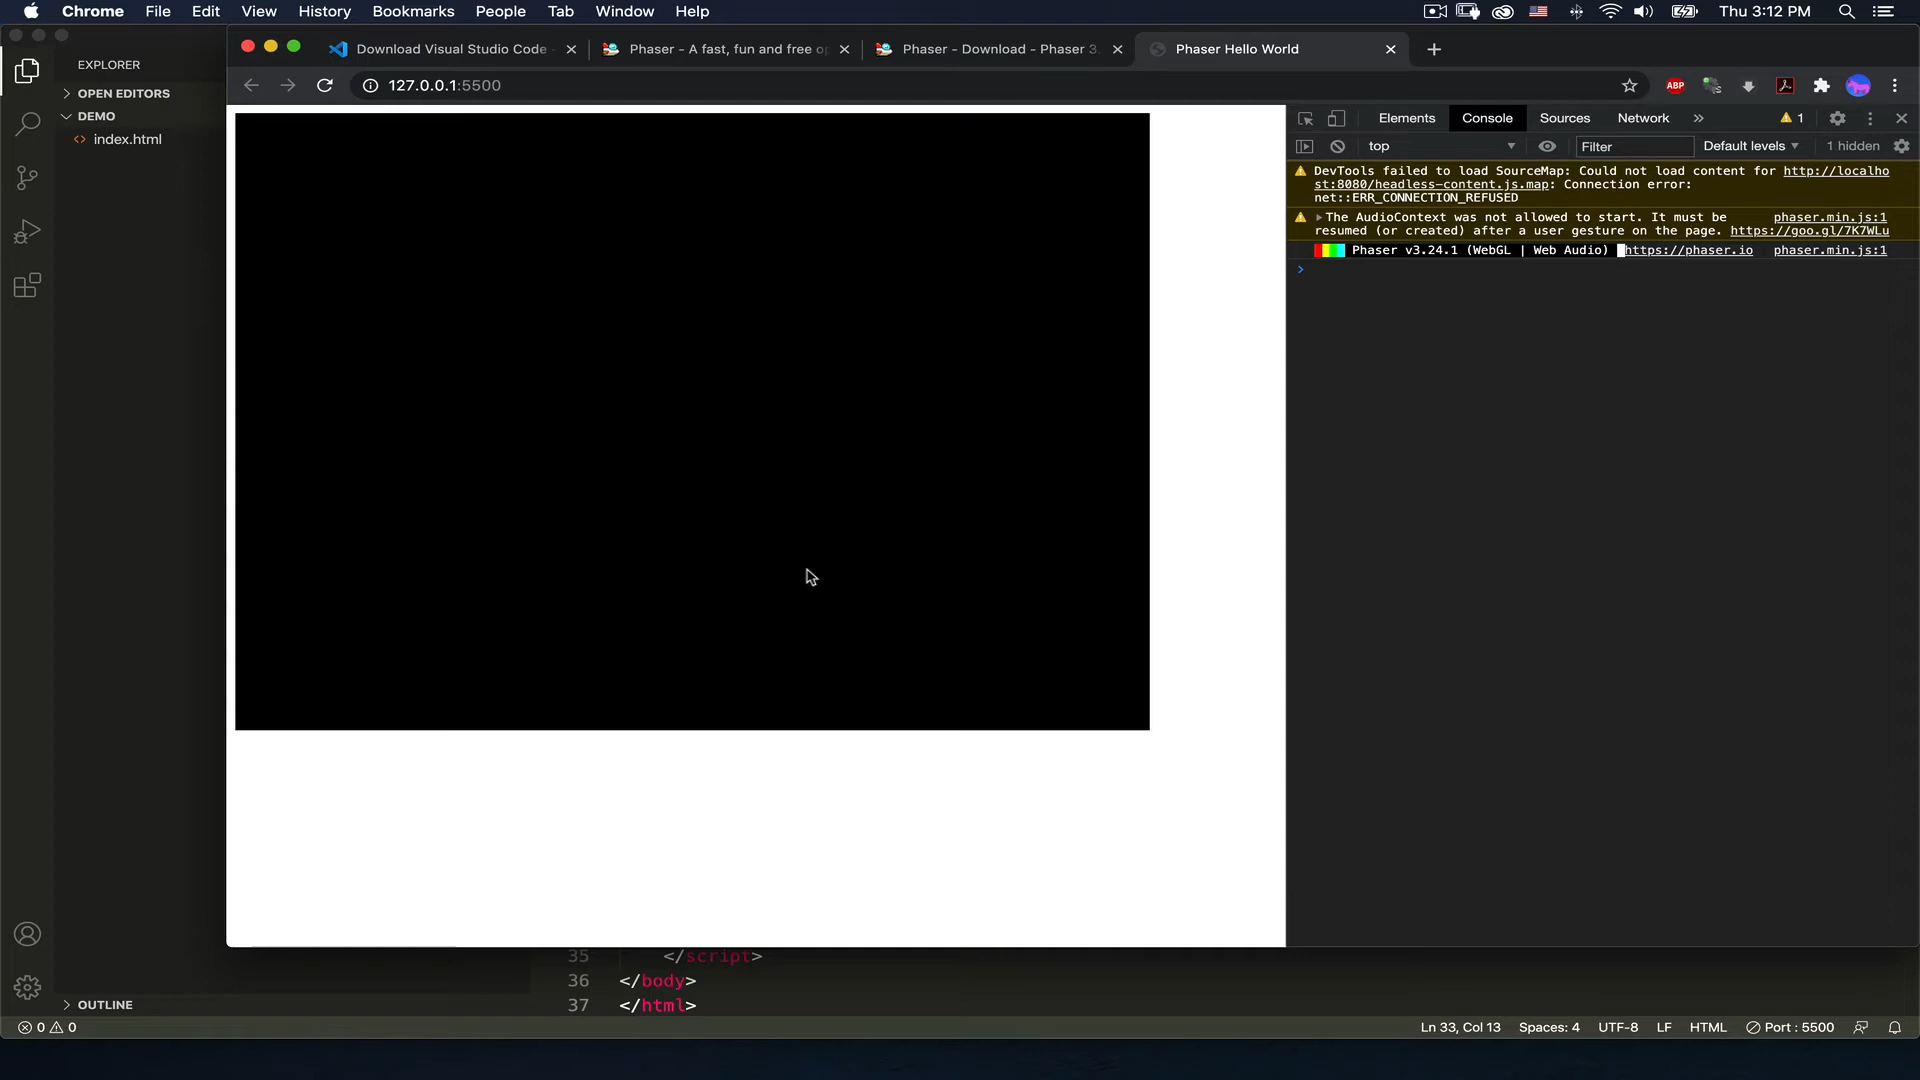 Chrome File Edit View History Bookmarks People Tab Window Help Thu 3:12 PM
EXPLORER
OPEN EDITORS
DEMO
<> index.html
OUTLINE
Download Visual Studio Code - Phaser - A fast, fun and free op Phaser - Download - Phaser 3. Phaser Hello World
127.0.0.1:5500 ABP
Elements Console Sources Network » 1
top Filter Default levels 1 hidden
DevTools failed to load SourceMap: Could not load content for http://localho
st:8080/headless-content.js.map: Connection error:
net::ERR_CONNECTION_REFUSED
The AudioContext was not allowed to start. It must be phaser.min.js:1
resumed (or created) after a user gesture on the page. https://goo.gl/7K7WLu
Phaser v3.24.1 (WebGL | Web Audio) https://phaser.io phaser.min.js:1
>
35 </script>
36 </body>
37 </html>
0 0 Ln 33, Col 13 Spaces: 4 UTF-8 LF HTML Port : 5500